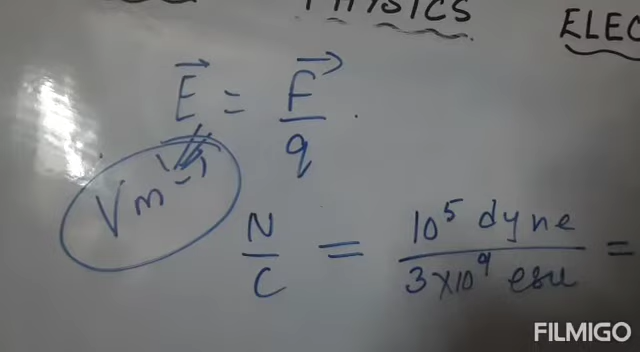 PHYSICS
ELEC
E⃗ = F⃗ / q
Vm⁻¹
N/C = 10⁵ dyne / 3×10⁹ esu =
FILMIGO